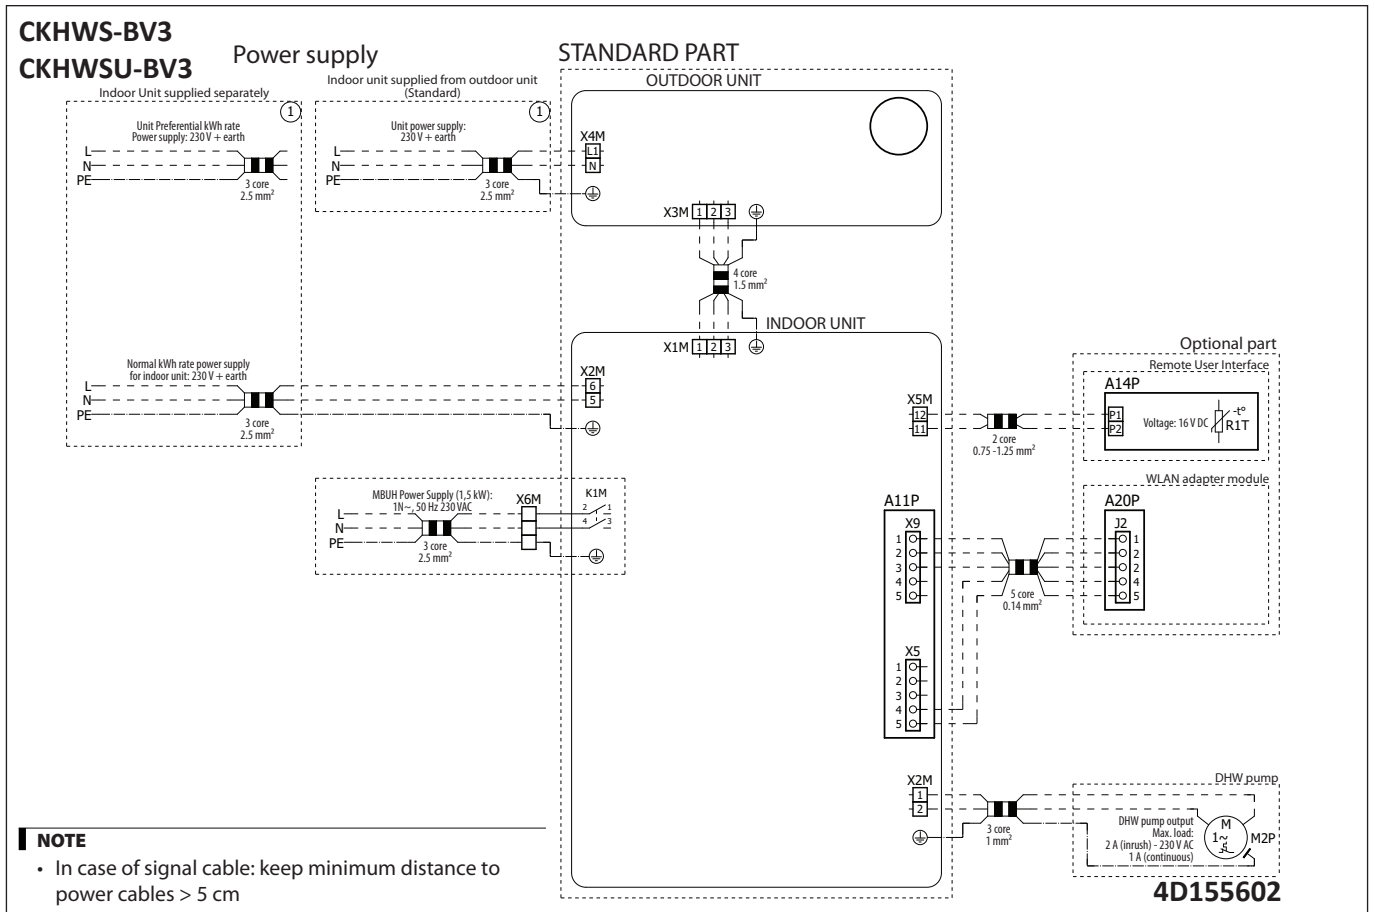 CKHWS-BV3
CKHWSU-BV3
Power supply
STANDARD PART
Indoor Unit supplied separately
1
Unit Preferential kWh rate
Power supply: 230 V + earth
L
N
PE
3 core
2.5 mm²
Indoor unit supplied from outdoor unit
(Standard)
1
Unit power supply:
230 V + earth
L
N
PE
3 core
2.5 mm²
OUTDOOR UNIT
X4M
L1
N
X3M 1 2 3
4 core
1.5 mm²
INDOOR UNIT
X1M 1 2 3
Normal kWh rate power supply
for indoor unit: 230 V + earth
L
N
PE
3 core
2.5 mm²
X2M
6
5
MBUH Power Supply (1,5 kW):
1N~, 50 Hz 230 VAC
L
N
PE
3 core
2.5 mm²
X6M
K1M
2 1
4 3
Optional part
Remote User Interface
X5M
12
11
2 core
0.75 -1.25 mm²
A14P
P1
P2
Voltage: 16 V DC
-t°
R1T
WLAN adapter module
A11P
X9
1
2
3
4
5
5 core
0.14 mm²
A20P
J2
1
2
2
4
5
X5
1
2
3
4
5
X2M
1
2
3 core
1 mm²
DHW pump
DHW pump output
Max. load:
2 A (inrush) - 230 V AC
1 A (continuous)
M
1~
M2P
NOTE
• In case of signal cable: keep minimum distance to
power cables > 5 cm
4D155602